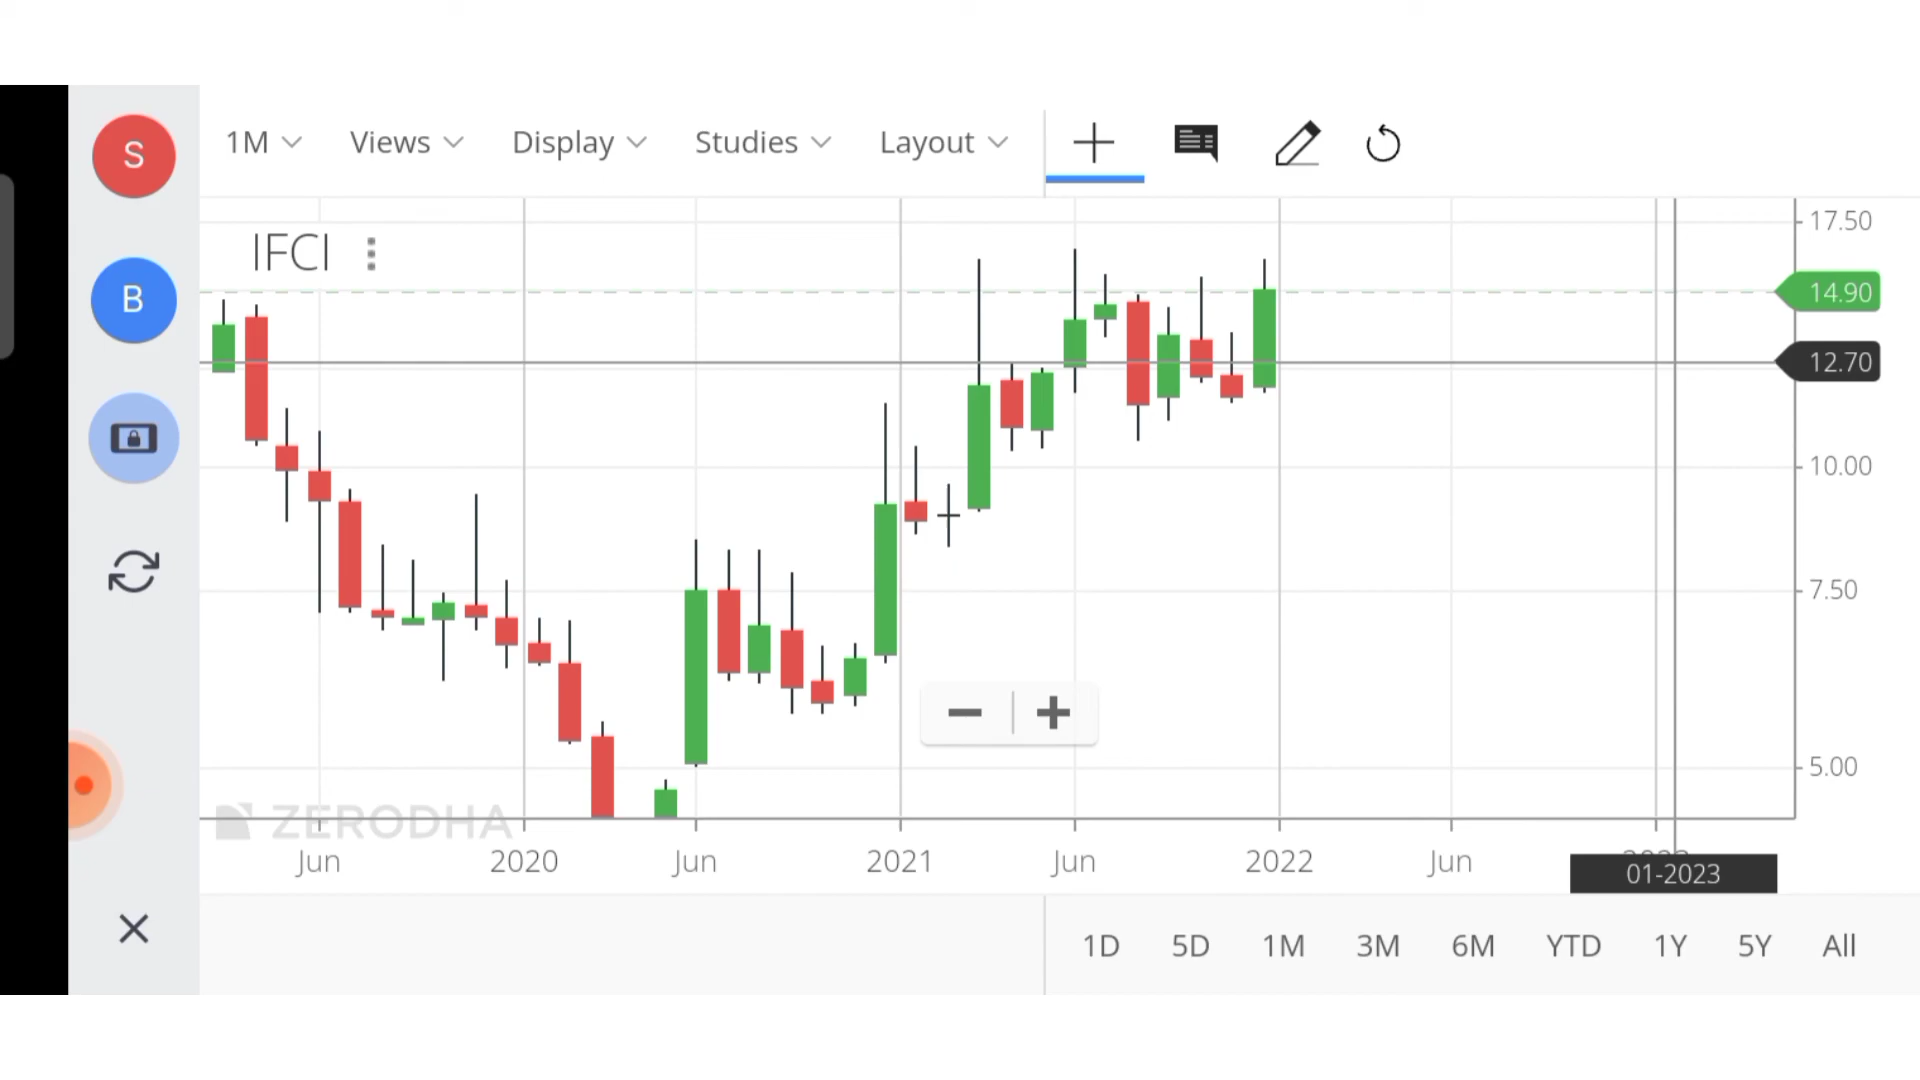 S
1M Views Display Studies Layout
B
IFCI
17.50
14.90
12.70
10.00
7.50
5.00
ZERODHA
Jun 2020 Jun 2021 Jun 2022 Jun
01-2023
1D 5D 1M 3M 6M YTD 1Y 5Y All